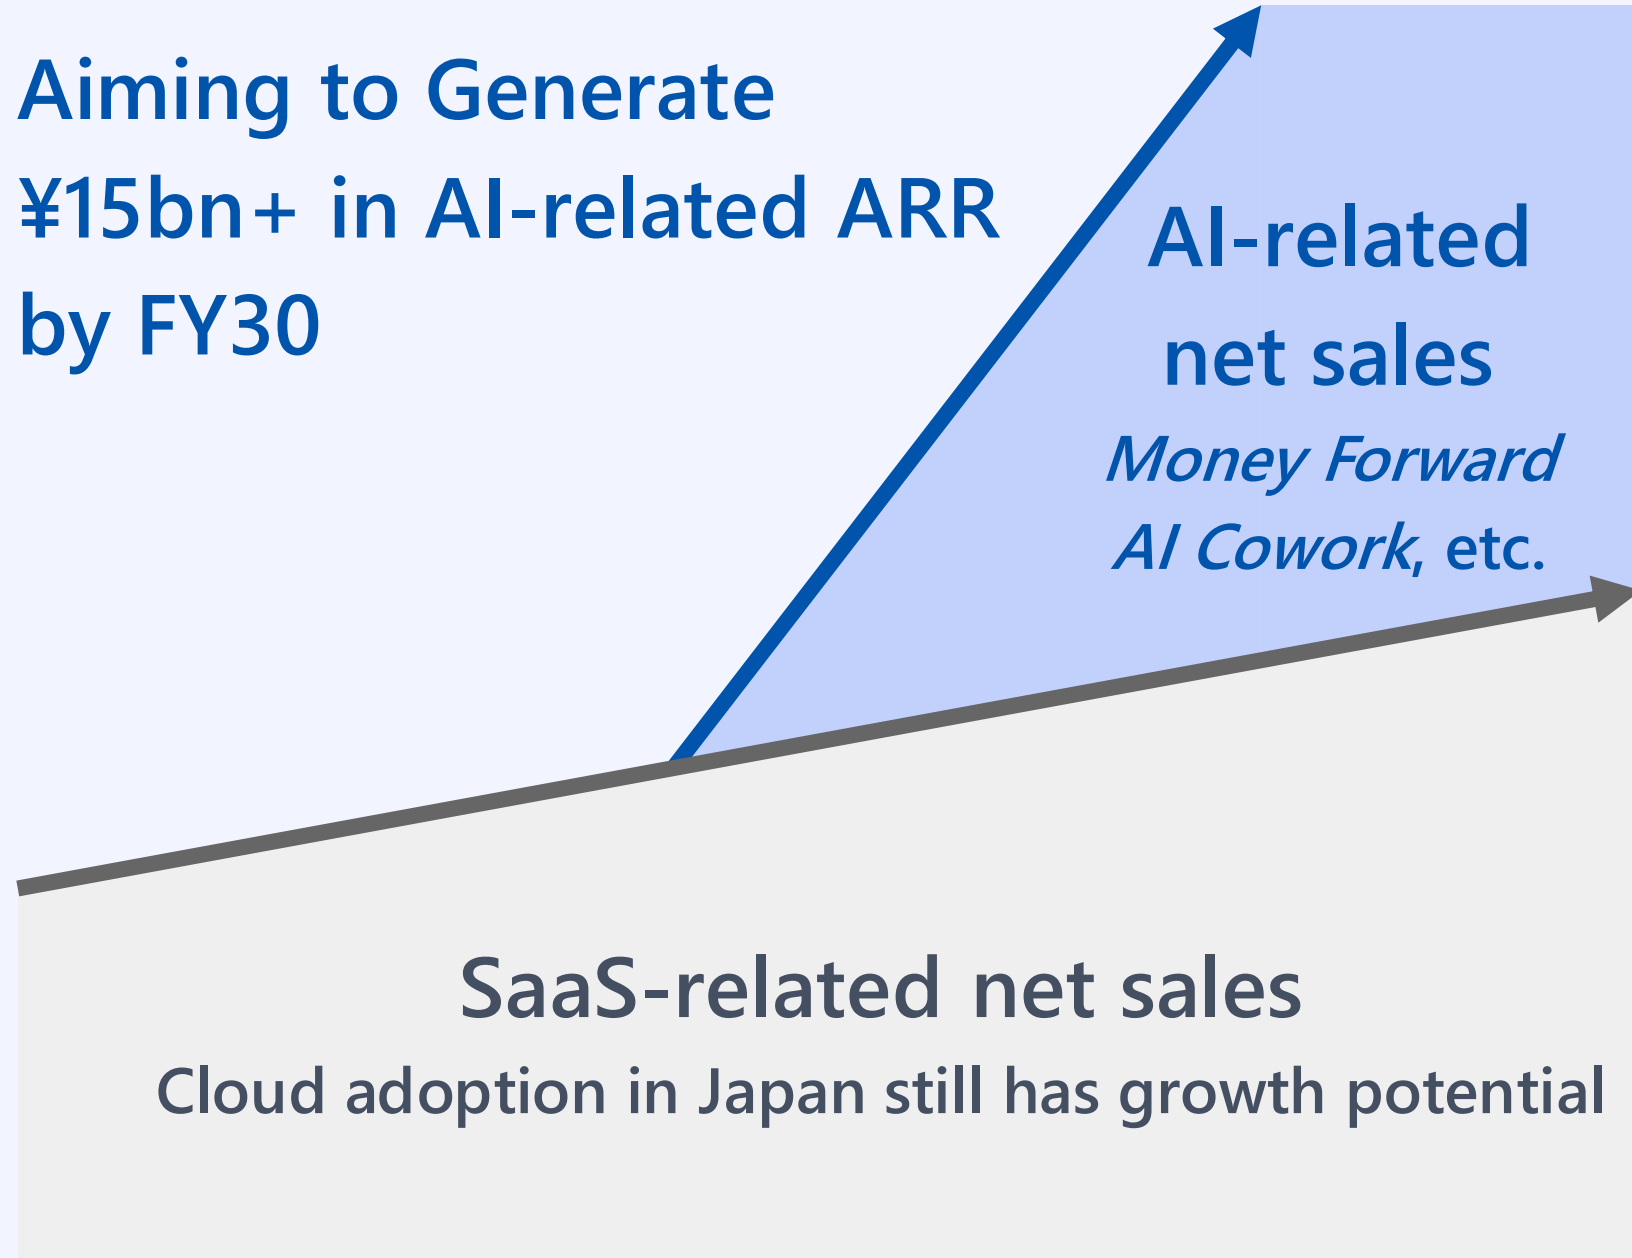 Aiming to Generate
¥15bn+ in AI-related ARR
by FY30
AI-related
net sales
Money Forward
AI Cowork, etc.
SaaS-related net sales
Cloud adoption in Japan still has growth potential